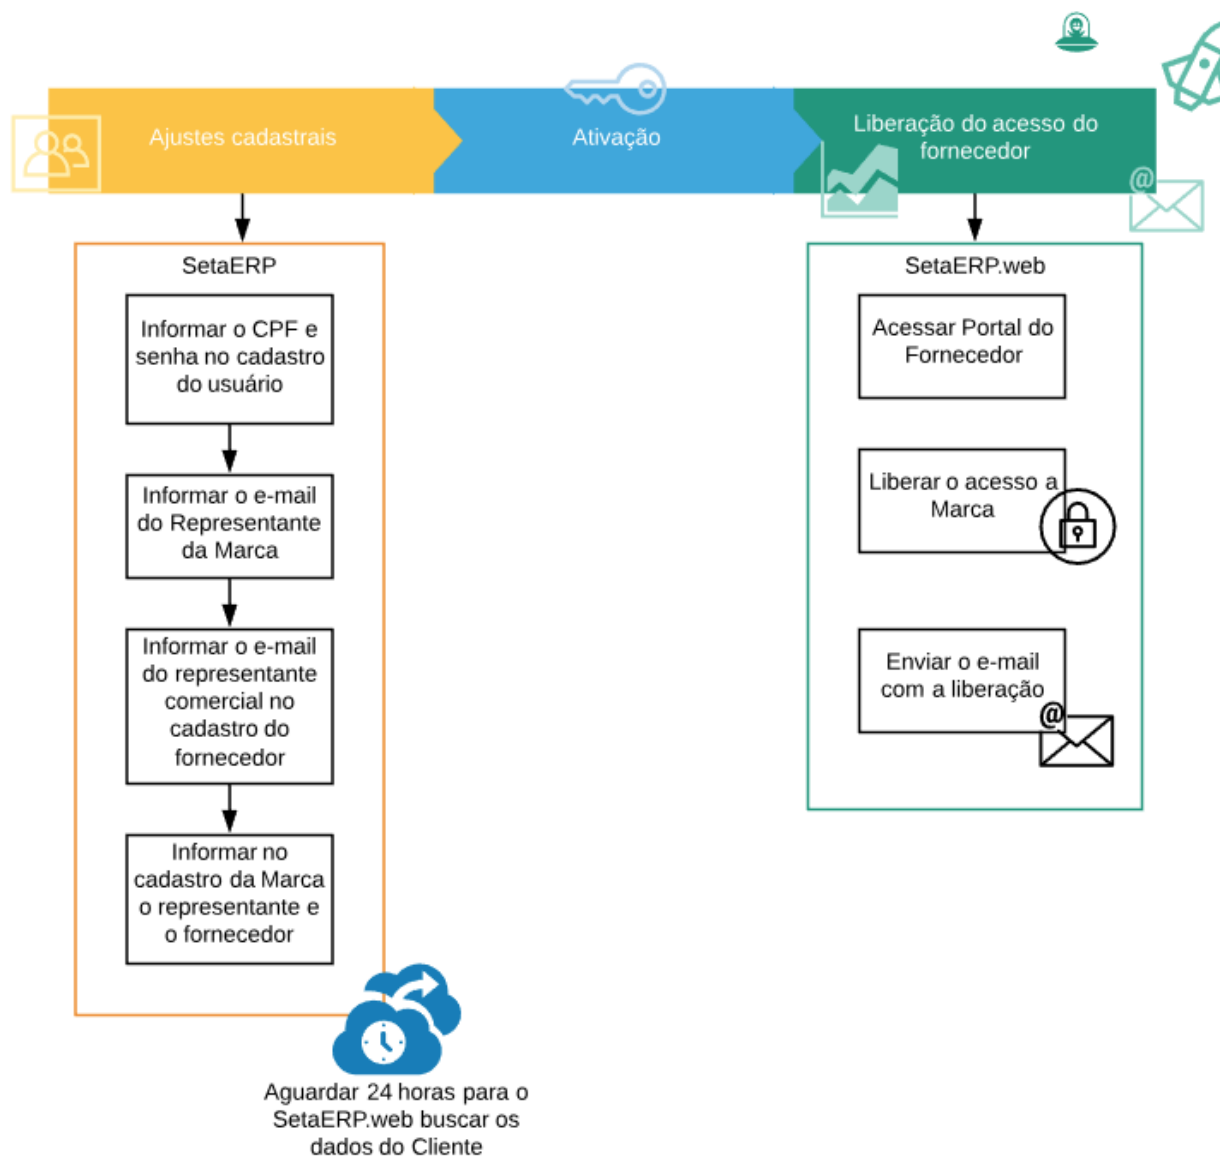 Ajustes cadastrais
Ativação
Liberação do acesso do
fornecedor
SetaERP
Informar o CPF e
senha no cadastro
do usuário
Informar o e-mail
do Representante
da Marca
Informar o e-mail
do representante
comercial no
cadastro do
fornecedor
Informar no
cadastro da Marca
o representante e
o fornecedor
Aguardar 24 horas para o
SetaERP.web buscar os
dados do Cliente
@
SetaERP.web
Acessar Portal do
Fornecedor
Liberar o acesso a
Marca
Enviar o e-mail
com a liberação
@